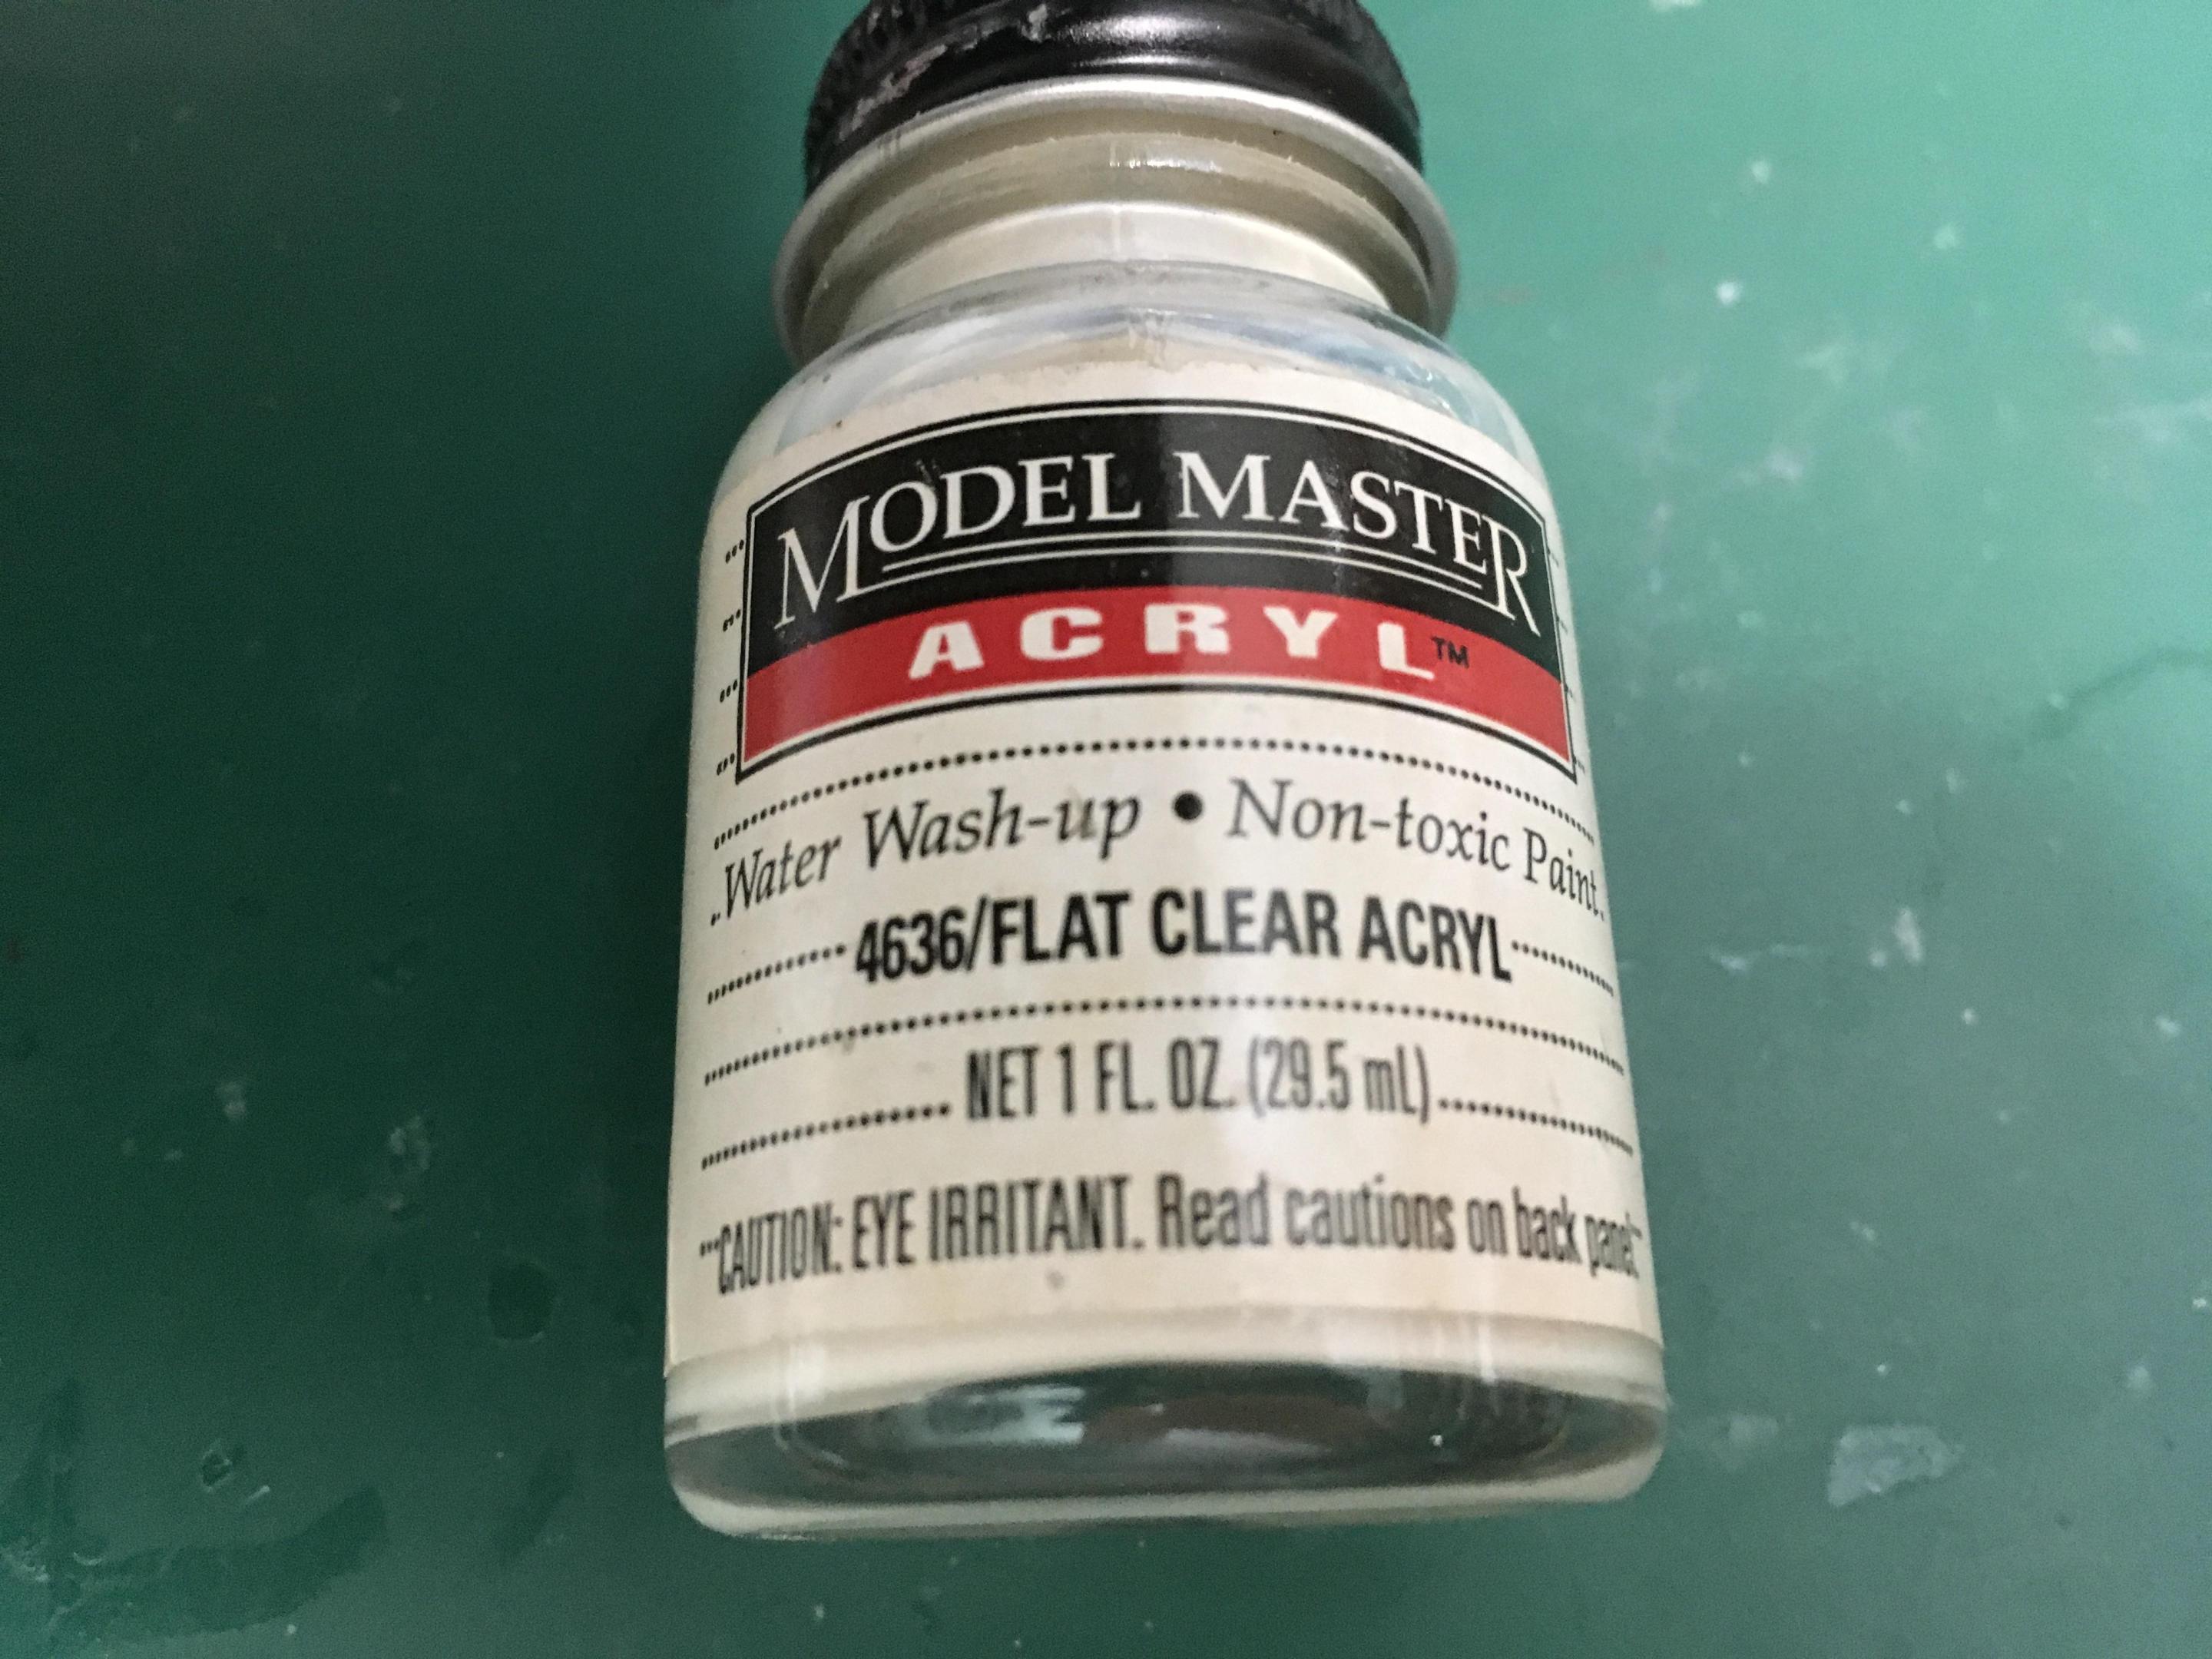 MODEL MASTER
ACRYL™
Water Wash-up • Non-toxic Paint
4636/FLAT CLEAR ACRYL
NET 1 FL. OZ. (29.5 mL)
CAUTION: EYE IRRITANT. Read cautions on back panel